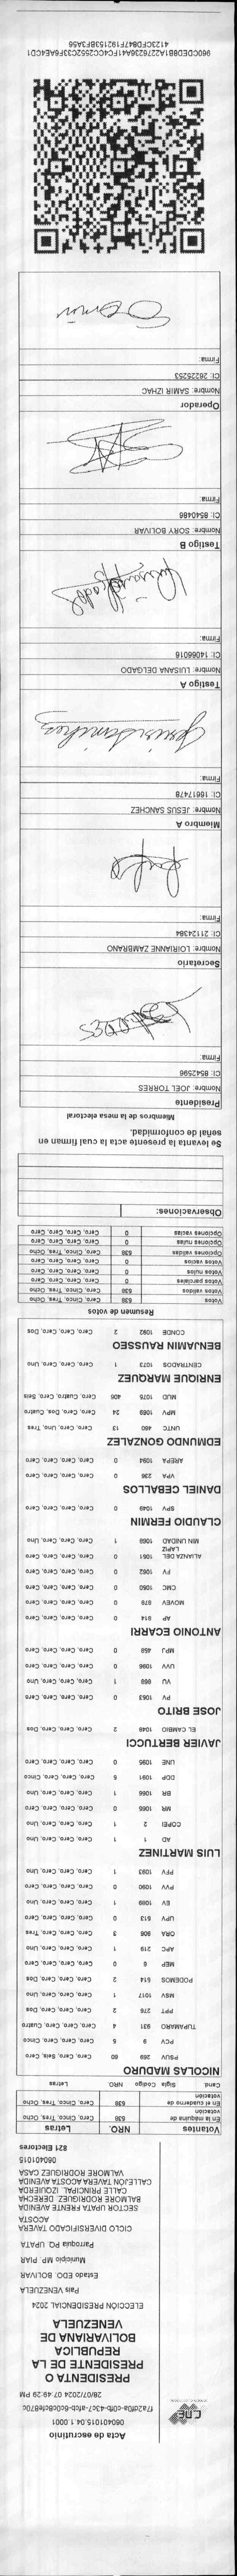 Acta de escrutinio
060401015.04.1.0001
f7a2df0a-c0fb-43c7-afcb-6c0c8cfe870c
28/07/2024 07:49:29 PM
CNE
PRESIDENTA O
PRESIDENTE DE LA
REPUBLICA
BOLIVARIANA DE
VENEZUELA
ELECCIÓN PRESIDENCIAL 2024
Pais VENEZUELA
Estado EDO. BOLIVAR
Municipio MP. PIAR
Parroquia PQ. UPATA
CICLO DIVERSIFICADO TAVERA
ACOSTA
SECTOR UPATA FRENTE AVENIDA
BALMORE RODRIGUEZ. DERECHA
CALLE PRINCIPAL. IZQUIERDA
CALLEJÓN TAVERA ACOSTA AVENIDA
VALMORE RODRIGUEZ CASA
060401015
821 Electores
Votantes NRO. Letras
En la máquina de votación 538 Cero, Cinco, Tres, Ocho
En el cuaderno de votación 538 Cero, Cinco, Tres, Ocho
Cand. Sigla Código NRO. Letras
NICOLAS MADURO
PSUV 269 60 Cero, Cero, Seis, Cero
PCV 9 5 Cero, Cero, Cero, Cinco
TUPAMARO 931 4 Cero, Cero, Cero, Cuatro
PPT 276 2 Cero, Cero, Cero, Dos
MSV 1017 1 Cero, Cero, Cero, Uno
PODEMOS 514 2 Cero, Cero, Cero, Dos
MEP 6 0 Cero, Cero, Cero, Cero
APC 219 1 Cero, Cero, Cero, Uno
ORA 906 3 Cero, Cero, Cero, Tres
UPV 513 0 Cero, Cero, Cero, Cero
EV 1089 1 Cero, Cero, Cero, Uno
PVV 1090 0 Cero, Cero, Cero, Cero
PFV 1093 1 Cero, Cero, Cero, Uno
LUIS MARTINEZ
AD 1 1 Cero, Cero, Cero, Uno
COPEI 2 1 Cero, Cero, Cero, Uno
MR 1065 0 Cero, Cero, Cero, Cero
BR 1066 1 Cero, Cero, Cero, Uno
DDP 1091 5 Cero, Cero, Cero, Cinco
UNE 1095 0 Cero, Cero, Cero, Cero
JAVIER BERTUCCI
EL CAMBIO 1048 2 Cero, Cero, Cero, Dos
JOSE BRITO
PV 1053 0 Cero, Cero, Cero, Cero
VU 868 1 Cero, Cero, Cero, Uno
UVV 1096 0 Cero, Cero, Cero, Cero
MPJ 458 0 Cero, Cero, Cero, Cero
ANTONIO ECARRI
AP 914 0 Cero, Cero, Cero, Cero
MOVEV 979 0 Cero, Cero, Cero, Cero
CMC 1050 0 Cero, Cero, Cero, Cero
FV 1052 0 Cero, Cero, Cero, Cero
ALIANZA DEL LAPIZ 1051 0 Cero, Cero, Cero, Cero
MIN UNIDAD 1068 1 Cero, Cero, Cero, Uno
CLAUDIO FERMIN
SPV 1049 0 Cero, Cero, Cero, Cero
DANIEL CEBALLOS
VPA 236 0 Cero, Cero, Cero, Cero
AREPA 1094 0 Cero, Cero, Cero, Cero
EDMUNDO GONZALEZ
UNTC 460 13 Cero, Cero, Uno, Tres
MPV 1069 24 Cero, Cero, Dos, Cuatro
MUD 1075 406 Cero, Cuatro, Cero, Seis
ENRIQUE MARQUEZ
CENTRADOS 1073 1 Cero, Cero, Cero, Uno
BENJAMIN RAUSSEO
CONDE 1092 2 Cero, Cero, Cero, Dos
Resumen de votos
Votos 538 Cero, Cinco, Tres, Ocho
Votos validos 538 Cero, Cinco, Tres, Ocho
Votos parciales 0 Cero, Cero, Cero, Cero
Votos nulos 0 Cero, Cero, Cero, Cero
Votos vacios 0 Cero, Cero, Cero, Cero
Opciones validas 538 Cero, Cinco, Tres, Ocho
Opciones nulas 0 Cero, Cero, Cero, Cero
Opciones vacias 0 Cero, Cero, Cero, Cero
Observaciones:
Se levanta la presente acta la cual firman en
señal de conformidad.
Miembros de la mesa electoral
Presidente
Nombre: JOEL TORRES
CI: 8542596
Firma:
Secretario
Nombre: LOIRIANNE ZAMBRANO
CI: 21124384
Firma:
Miembro A
Nombre: JESUS SANCHEZ
CI: 16617478
Firma:
Jesús Sanchez
Testigo A
Nombre: LUISANA DELGADO
CI: 14066016
Firma:
Testigo B
Nombre: SORY BOLIVAR
CI: 8540486
Firma:
Operador
Nombre: SAMIR IZHAC
CI: 26225253
Firma:
Samir
960CDED8B1A2276236A41FC4CC2552C33F6AE4CD1
4123CFD847F192153BF3A56